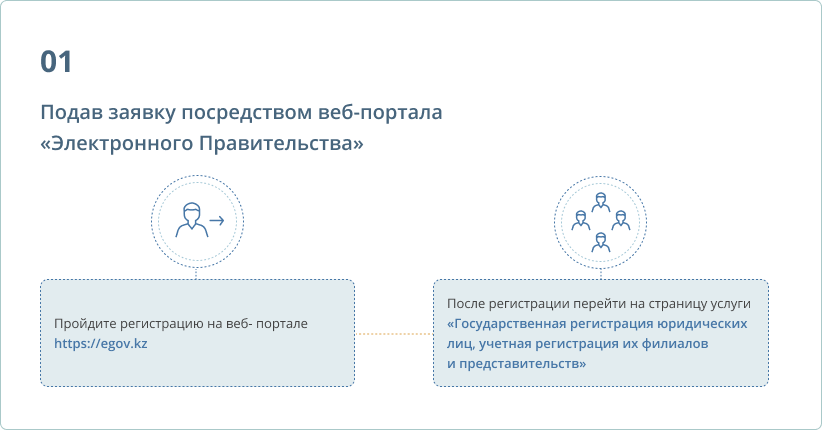 01
Подав заявку посредством веб-портала
«Электронного Правительства»
Пройдите регистрацию на веб- портале
https://egov.kz
После регистрации перейти на страницу услуги
«Государственная регистрация юридических
лиц, учетная регистрация их филиалов
и представительств»